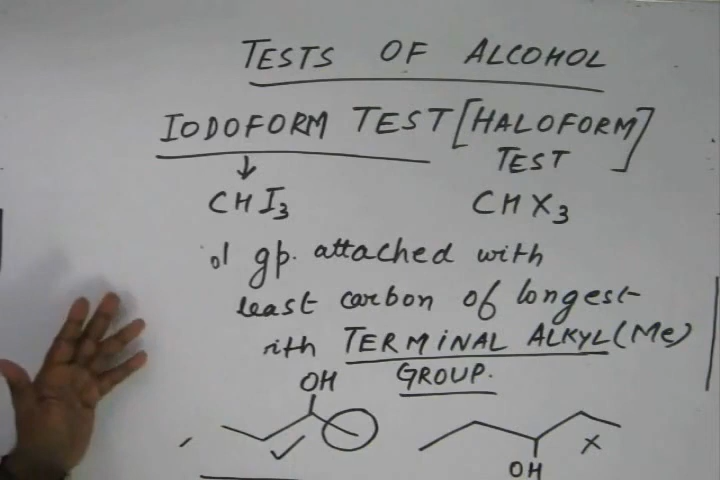 TESTS OF ALCOHOL
IODOFORM TEST [HALOFORM]
TEST
↓
CHI3 CHX3
ol gp. attached with
least carbon of longest
ith TERMINAL ALKYL (Me)
GROUP.
OH
✓ X
OH